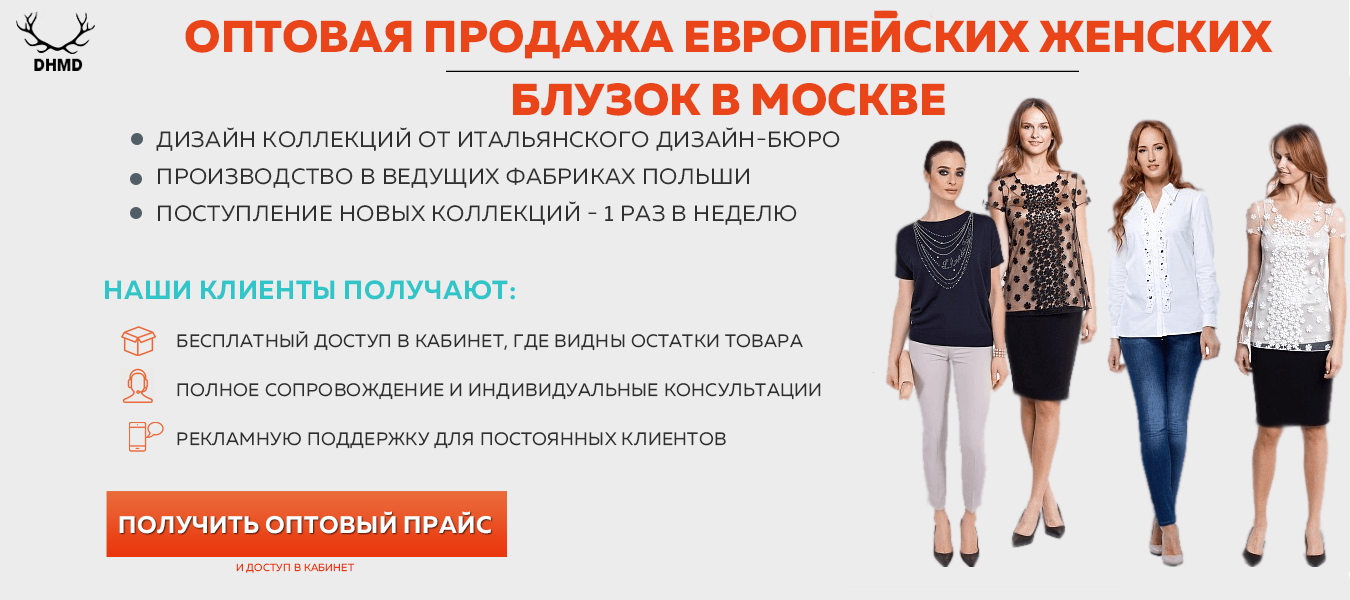 DHMD
ОПТОВАЯ ПРОДАЖА ЕВРОПЕЙСКИХ ЖЕНСКИХ
БЛУЗОК В МОСКВЕ
ДИЗАЙН КОЛЛЕКЦИЙ ОТ ИТАЛЬЯНСКОГО ДИЗАЙН-БЮРО
ПРОИЗВОДСТВО В ВЕДУЩИХ ФАБРИКАХ ПОЛЬШИ
ПОСТУПЛЕНИЕ НОВЫХ КОЛЛЕКЦИЙ - 1 РАЗ В НЕДЕЛЮ
НАШИ КЛИЕНТЫ ПОЛУЧАЮТ:
БЕСПЛАТНЫЙ ДОСТУП В КАБИНЕТ, ГДЕ ВИДНЫ ОСТАТКИ ТОВАРА
ПОЛНОЕ СОПРОВОЖДЕНИЕ И ИНДИВИДУАЛЬНЫЕ КОНСУЛЬТАЦИИ
РЕКЛАМНУЮ ПОДДЕРЖКУ ДЛЯ ПОСТОЯННЫХ КЛИЕНТОВ
ПОЛУЧИТЬ ОПТОВЫЙ ПРАЙС
И ДОСТУП В КАБИНЕТ